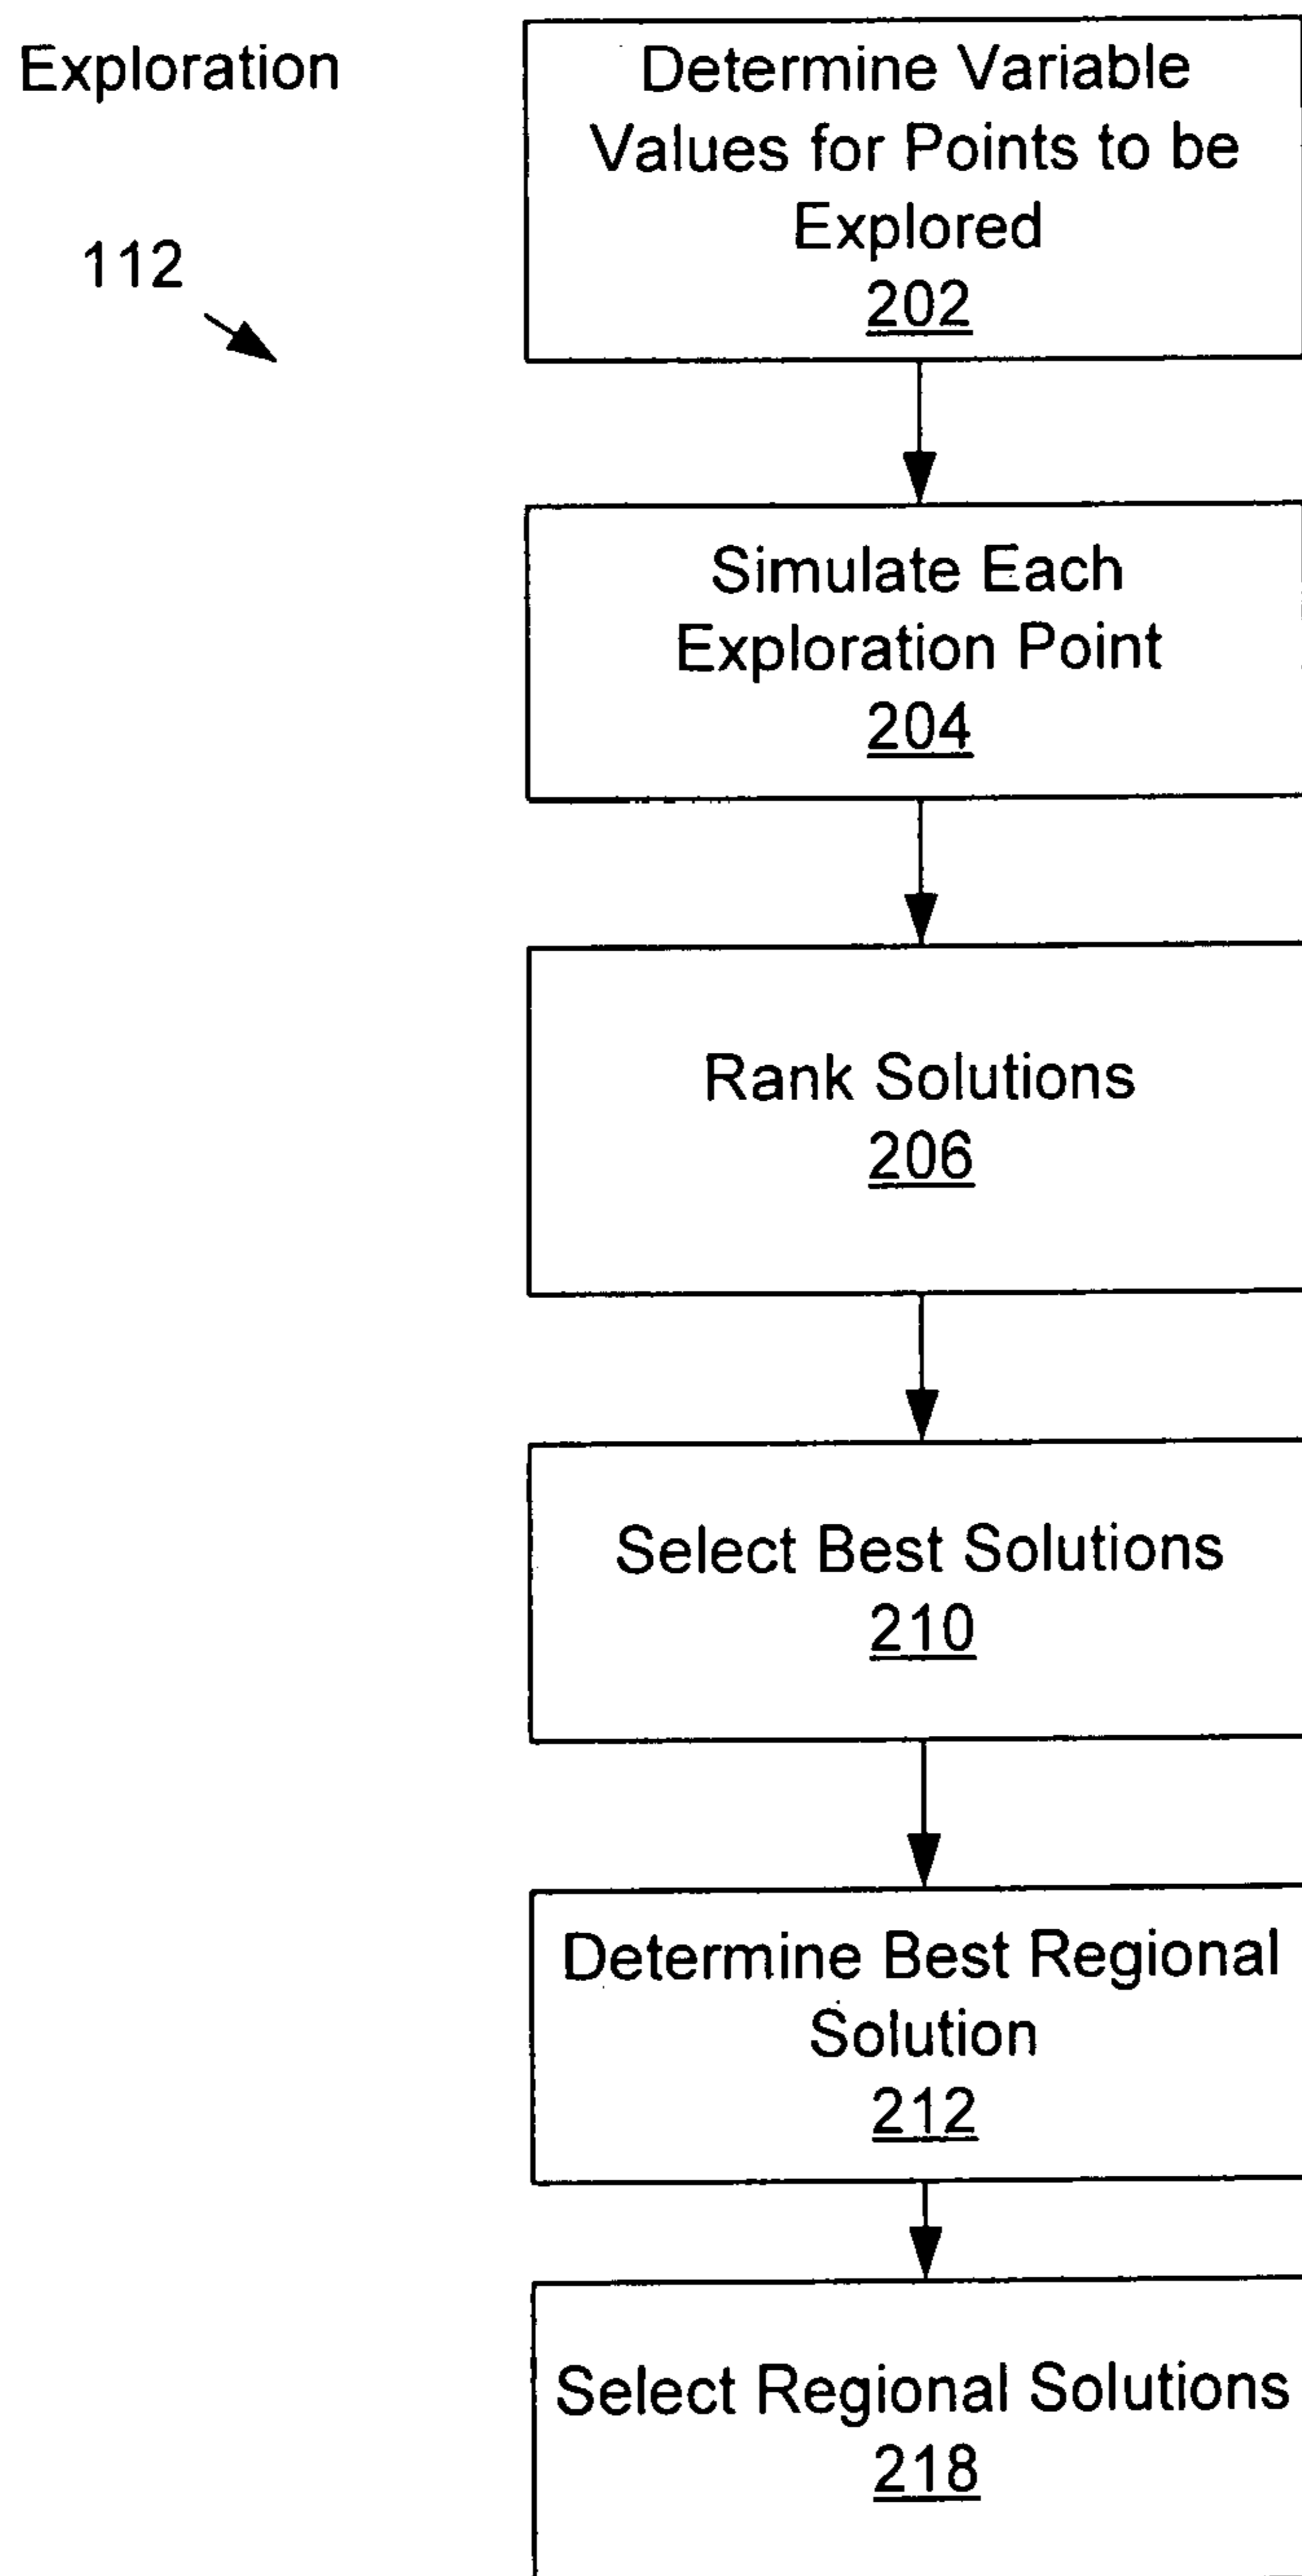 Exploration
112
Determine Variable
Values for Points to be
Explored
202
Simulate Each
Exploration Point
204
Rank Solutions
206
Select Best Solutions
210
Determine Best Regional
Solution
212
Select Regional Solutions
218